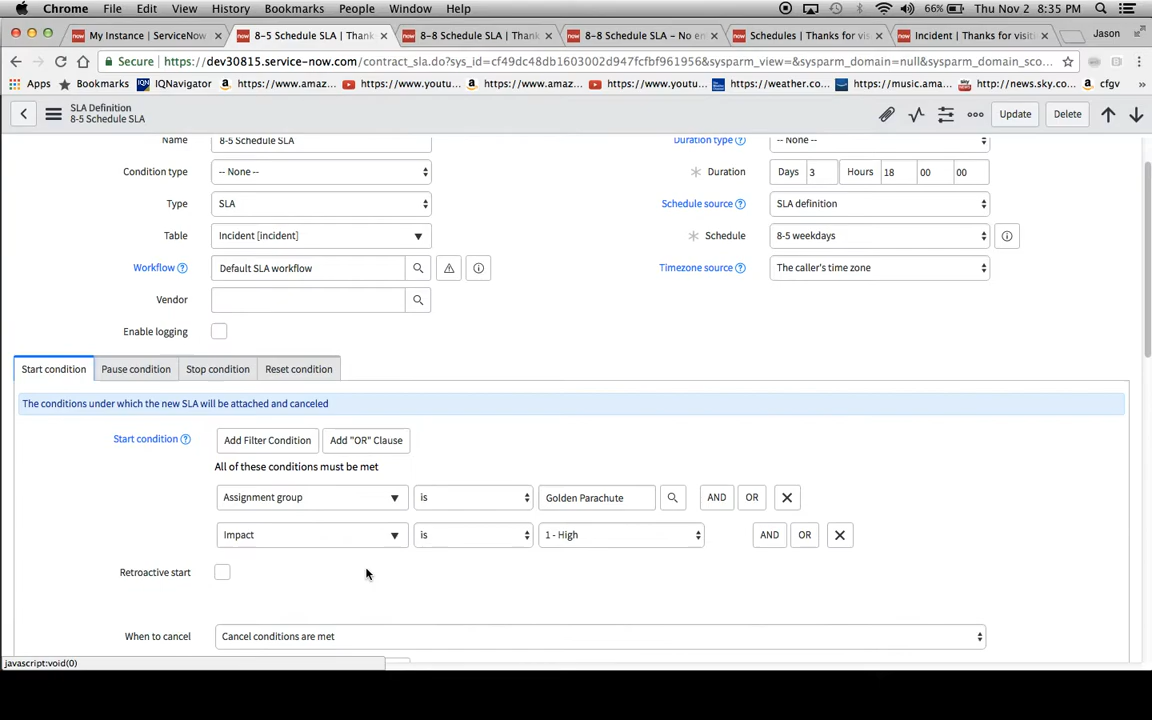 Chrome File Edit View History Bookmarks People Window Help 66% Thu Nov 2 8:35 PM
My Instance | ServiceNow 8-5 Schedule SLA | Thank 8-8 Schedule SLA | Thank 8-8 Schedule SLA - No en Schedules | Thanks for vis Incident | Thanks for visiti Jason
Secure https://dev30815.service-now.com/contract_sla.do?sys_id=cf49dc48db1603002d947fcfbf961956&sysparm_view=&sysparm_domain=null&sysparm_domain_sco...
Apps Bookmarks IQNavigator https://www.amaz... https://www.youtu... https://www.amaz... https://www.youtu... https://weather.co... https://music.ama... http://news.sky.co... cfgv
SLA Definition
8-5 Schedule SLA
Update Delete
Name 8-5 Schedule SLA Duration type -- None --
Condition type -- None -- Duration Days 3 Hours 18 00 00
Type SLA Schedule source SLA definition
Table Incident [incident] Schedule 8-5 weekdays
Workflow Default SLA workflow Timezone source The caller's time zone
Vendor
Enable logging
Start condition Pause condition Stop condition Reset condition
The conditions under which the new SLA will be attached and canceled
Start condition Add Filter Condition Add "OR" Clause
All of these conditions must be met
Assignment group is Golden Parachute AND OR
Impact is 1 - High AND OR
Retroactive start
When to cancel Cancel conditions are met
javascript:void(0)